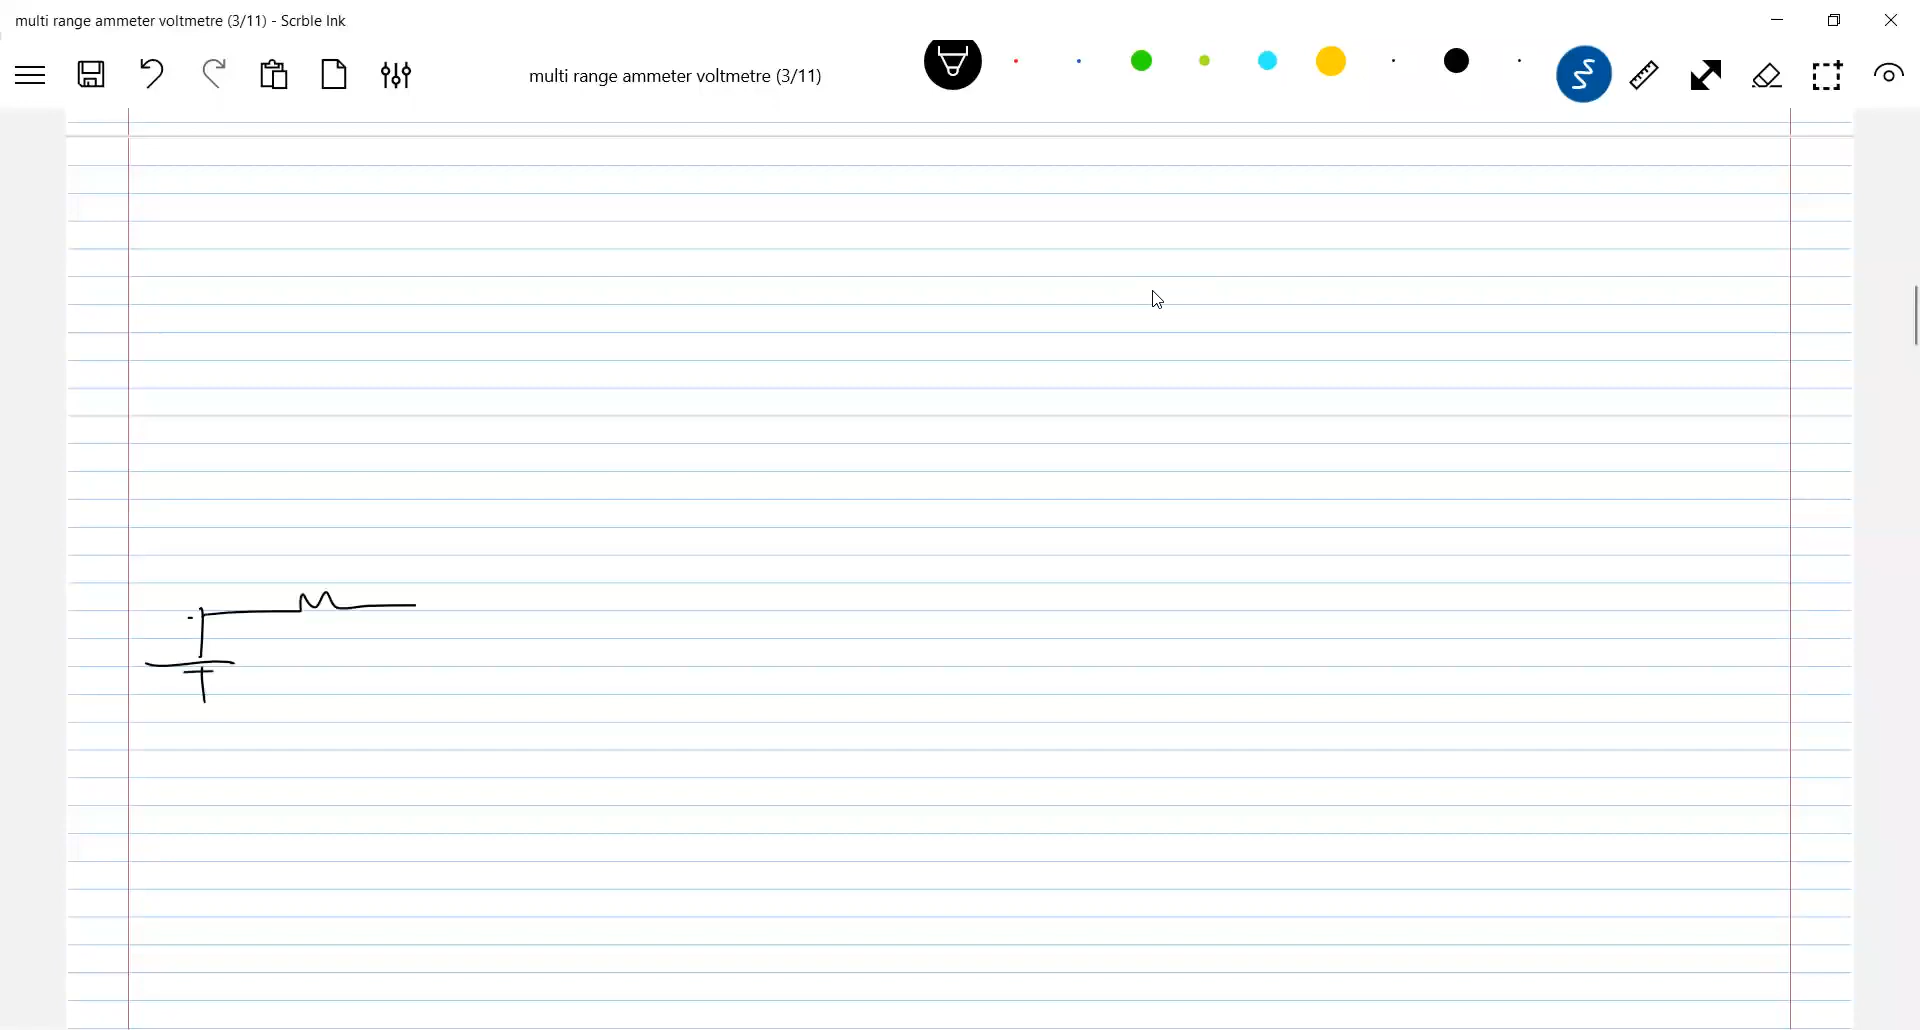 multi range ammeter voltmetre (3/11) - Scrble Ink
multi range ammeter voltmetre (3/11)